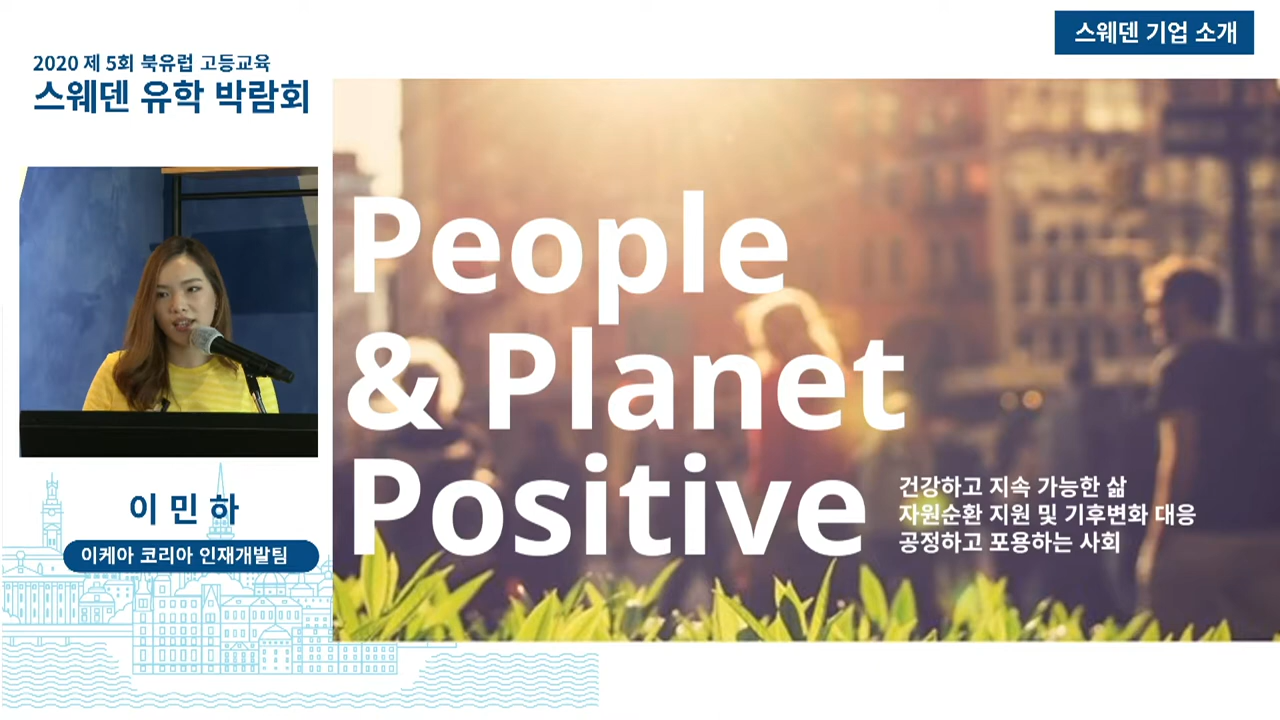 스웨덴 기업 소개
2020 제 5회 북유럽 고등교육
스웨덴 유학 박람회
People
& Planet
Positive
건강하고 지속 가능한 삶
자원순환 지원 및 기후변화 대응
공정하고 포용하는 사회
이 민 하
이케아 코리아 인재개발팀